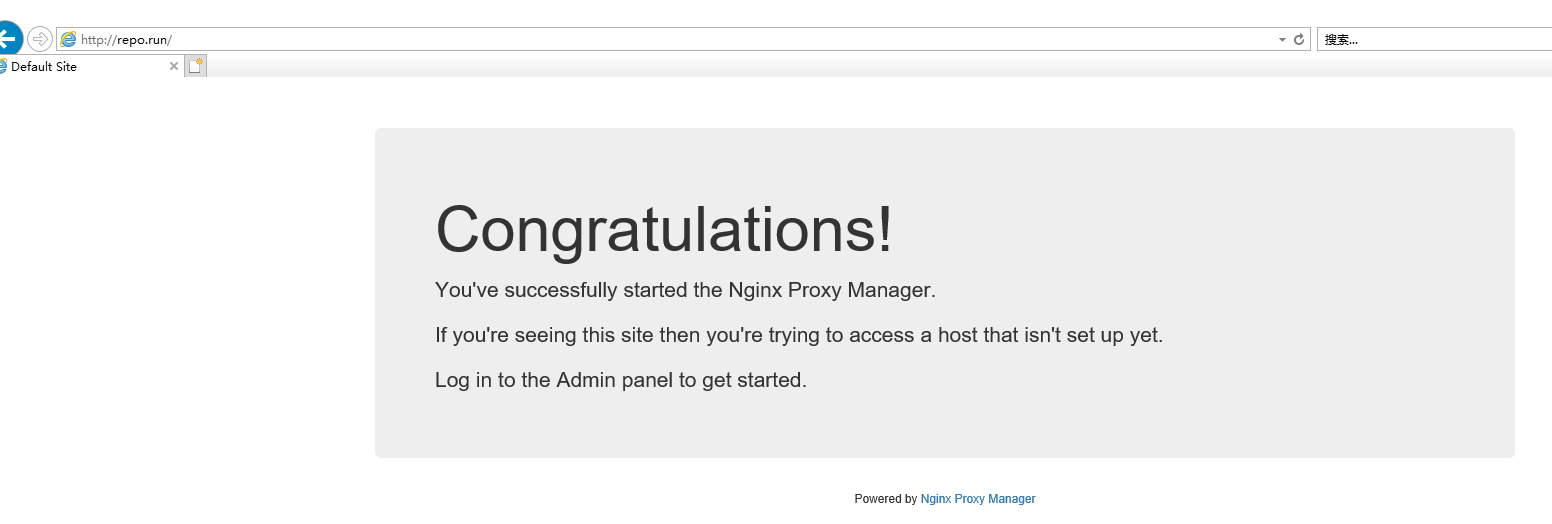 http://repo.run/
搜索...
Default Site
Congratulations!
You've successfully started the Nginx Proxy Manager.
If you're seeing this site then you're trying to access a host that isn't set up yet.
Log in to the Admin panel to get started.
Powered by Nginx Proxy Manager